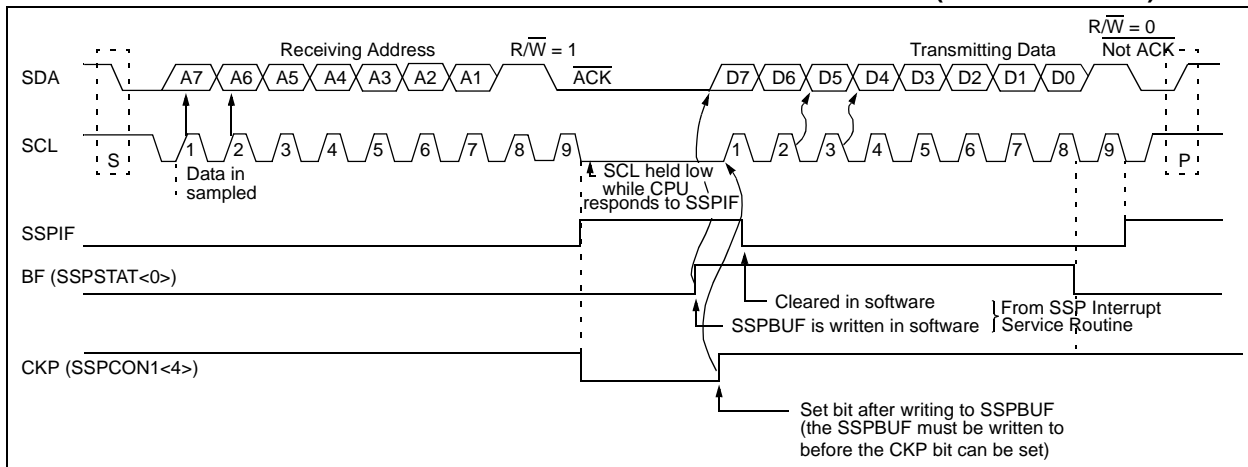 R/W = 0
Receiving Address R/W = 1 Transmitting Data Not ACK
SDA A7 A6 A5 A4 A3 A2 A1 ACK D7 D6 D5 D4 D3 D2 D1 D0
SCL S 1 2 3 4 5 6 7 8 9 1 2 3 4 5 6 7 8 9 P
Data in
sampled
SCL held low
while CPU
responds to SSPIF
SSPIF
BF (SSPSTAT<0>)
Cleared in software
SSPBUF is written in software
From SSP Interrupt
Service Routine
CKP (SSPCON1<4>)
Set bit after writing to SSPBUF
(the SSPBUF must be written to
before the CKP bit can be set)